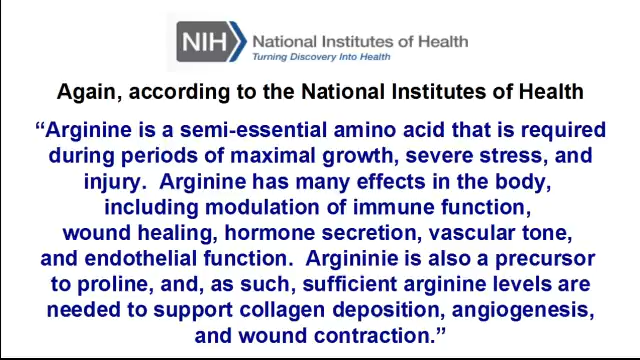 NIH National Institutes of Health
Turning Discovery Into Health
Again, according to the National Institutes of Health
“Arginine is a semi-essential amino acid that is required
during periods of maximal growth, severe stress, and
injury.  Arginine has many effects in the body,
including modulation of immune function,
wound healing, hormone secretion, vascular tone,
and endothelial function.  Argininie is also a precursor
to proline, and, as such, sufficient arginine levels are
needed to support collagen deposition, angiogenesis,
and wound contraction.”